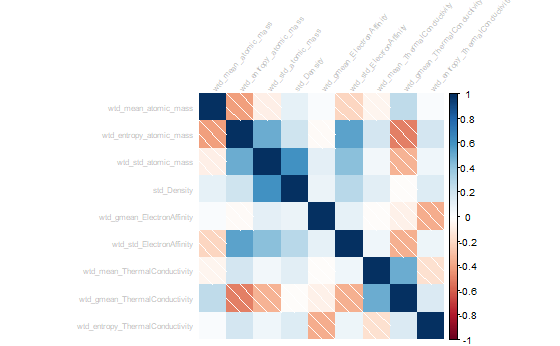 wtd_mean_atomic_mass
wtd_entropy_atomic_mass
wtd_std_atomic_mass
std_Density
wtd_gmean_ElectronAffinity
wtd_std_ElectronAffinity
wtd_mean_ThermalConductivity
wtd_gmean_ThermalConductivity
wtd_entropy_ThermalConductivity
wtd_mean_atomic_mass
wtd_entropy_atomic_mass
wtd_std_atomic_mass
std_Density
wtd_gmean_ElectronAffinity
wtd_std_ElectronAffinity
wtd_mean_ThermalConductivity
wtd_gmean_ThermalConductivity
wtd_entropy_ThermalConductivity
1
0.8
0.6
0.4
0.2
0
-0.2
-0.4
-0.6
-0.8
-1